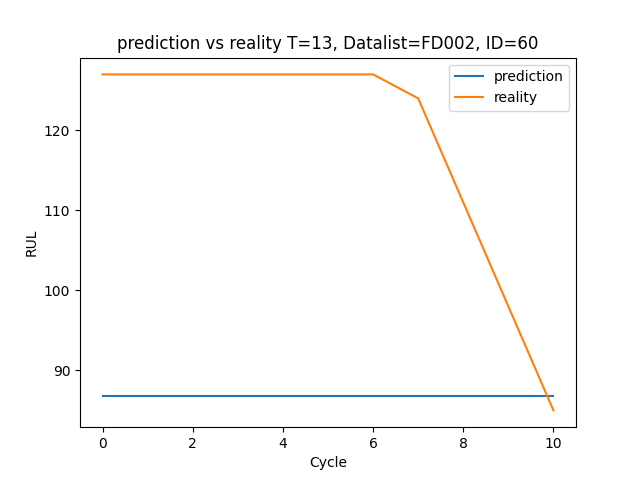 prediction vs reality T=13, Datalist=FD002, ID=60
prediction
reality
120
110
100
90
RUL
0 2 4 6 8 10
Cycle